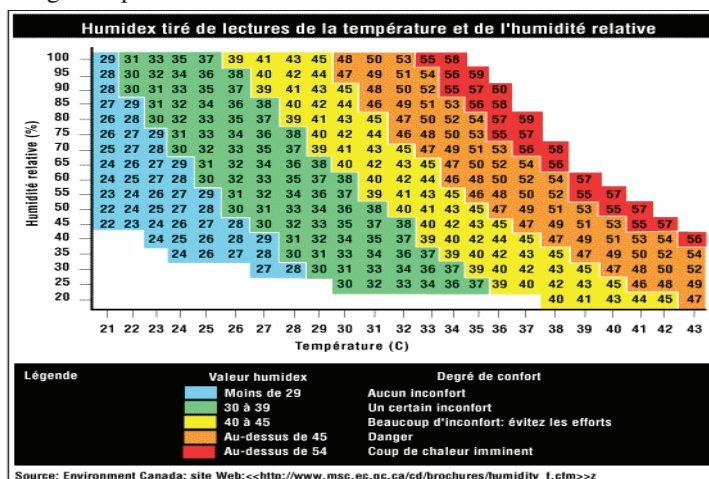 Humidex tiré de lectures de la température et de l'humidité relative
Humidité relative (%)
100 29 31 33 35 37 39 41 43 45 48 50 53 55 58
95 28 30 32 34 36 38 40 42 44 47 49 51 54 56 59
90 28 30 31 33 35 37 39 41 43 45 48 50 52 55 57 60
85 27 29 31 32 34 36 38 40 42 44 46 49 51 53 56 58
80 26 28 30 32 33 35 37 39 41 43 45 47 50 52 54 57 59
75 26 27 29 31 33 34 36 38 40 42 44 46 48 50 53 55 57
70 25 27 28 30 32 33 35 37 39 41 43 45 47 49 51 53 56 58
65 24 26 27 29 31 32 34 36 38 40 42 43 45 47 50 52 54 56
60 24 25 27 28 30 32 33 35 37 38 40 42 44 46 48 50 52 54 57
55 23 24 26 27 29 31 32 34 36 37 39 41 43 45 46 48 50 52 55 57
50 22 24 25 27 28 30 31 33 34 36 38 40 41 43 45 47 49 51 53 55 57
45 22 23 24 26 27 28 30 32 33 35 37 38 40 42 43 45 47 49 51 53 55 57
40 24 25 26 28 29 31 32 34 35 37 39 40 42 44 45 47 49 51 53 54 56
35 24 26 27 28 30 31 33 34 36 37 39 40 42 44 45 47 49 50 52 54
30 27 28 30 31 33 34 36 37 39 40 42 43 45 47 48 50 52
25 30 32 33 34 36 37 39 40 42 43 45 46 48 49
20 40 41 43 44 45 47
21 22 23 24 25 26 27 28 29 30 31 32 33 34 35 36 37 38 39 40 41 42 43
Température (C)
Légende Valeur humidex Degré de confort
Moins de 29 Aucun inconfort
30 à 39 Un certain inconfort
40 à 45 Beaucoup d'inconfort: évitez les efforts
Au-dessus de 45 Danger
Au-dessus de 54 Coup de chaleur imminent
Source: Environment Canada: site Web:<<http://www.msc.ec.gc.ca/cd/brochures/humidity_f.cfm>>z